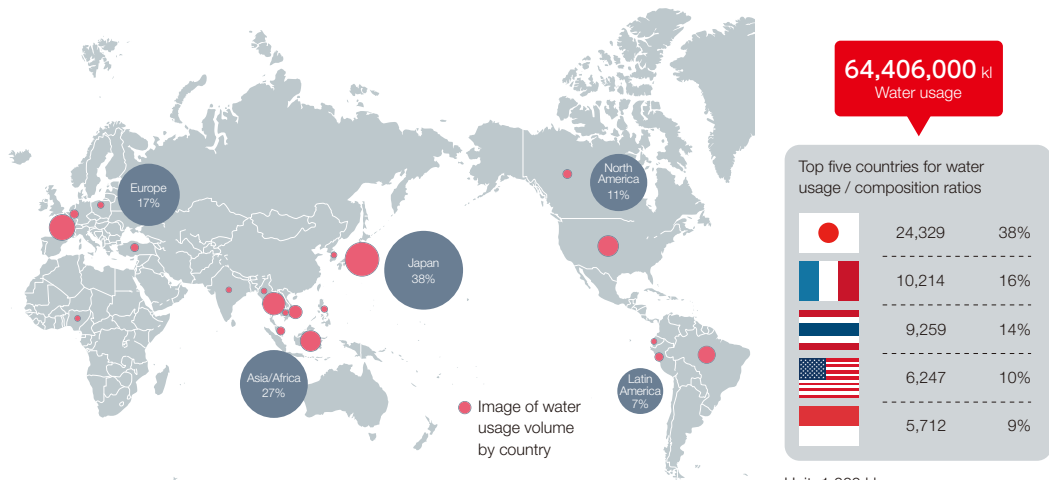 Europe
17%
Japan
38%
Asia/Africa
27%
North
America
11%
Latin
America
7%
Image of water
usage volume
by country
64,406,000 kl
Water usage
Top five countries for water
usage / composition ratios
24,329 38%
10,214 16%
9,259 14%
6,247 10%
5,712 9%